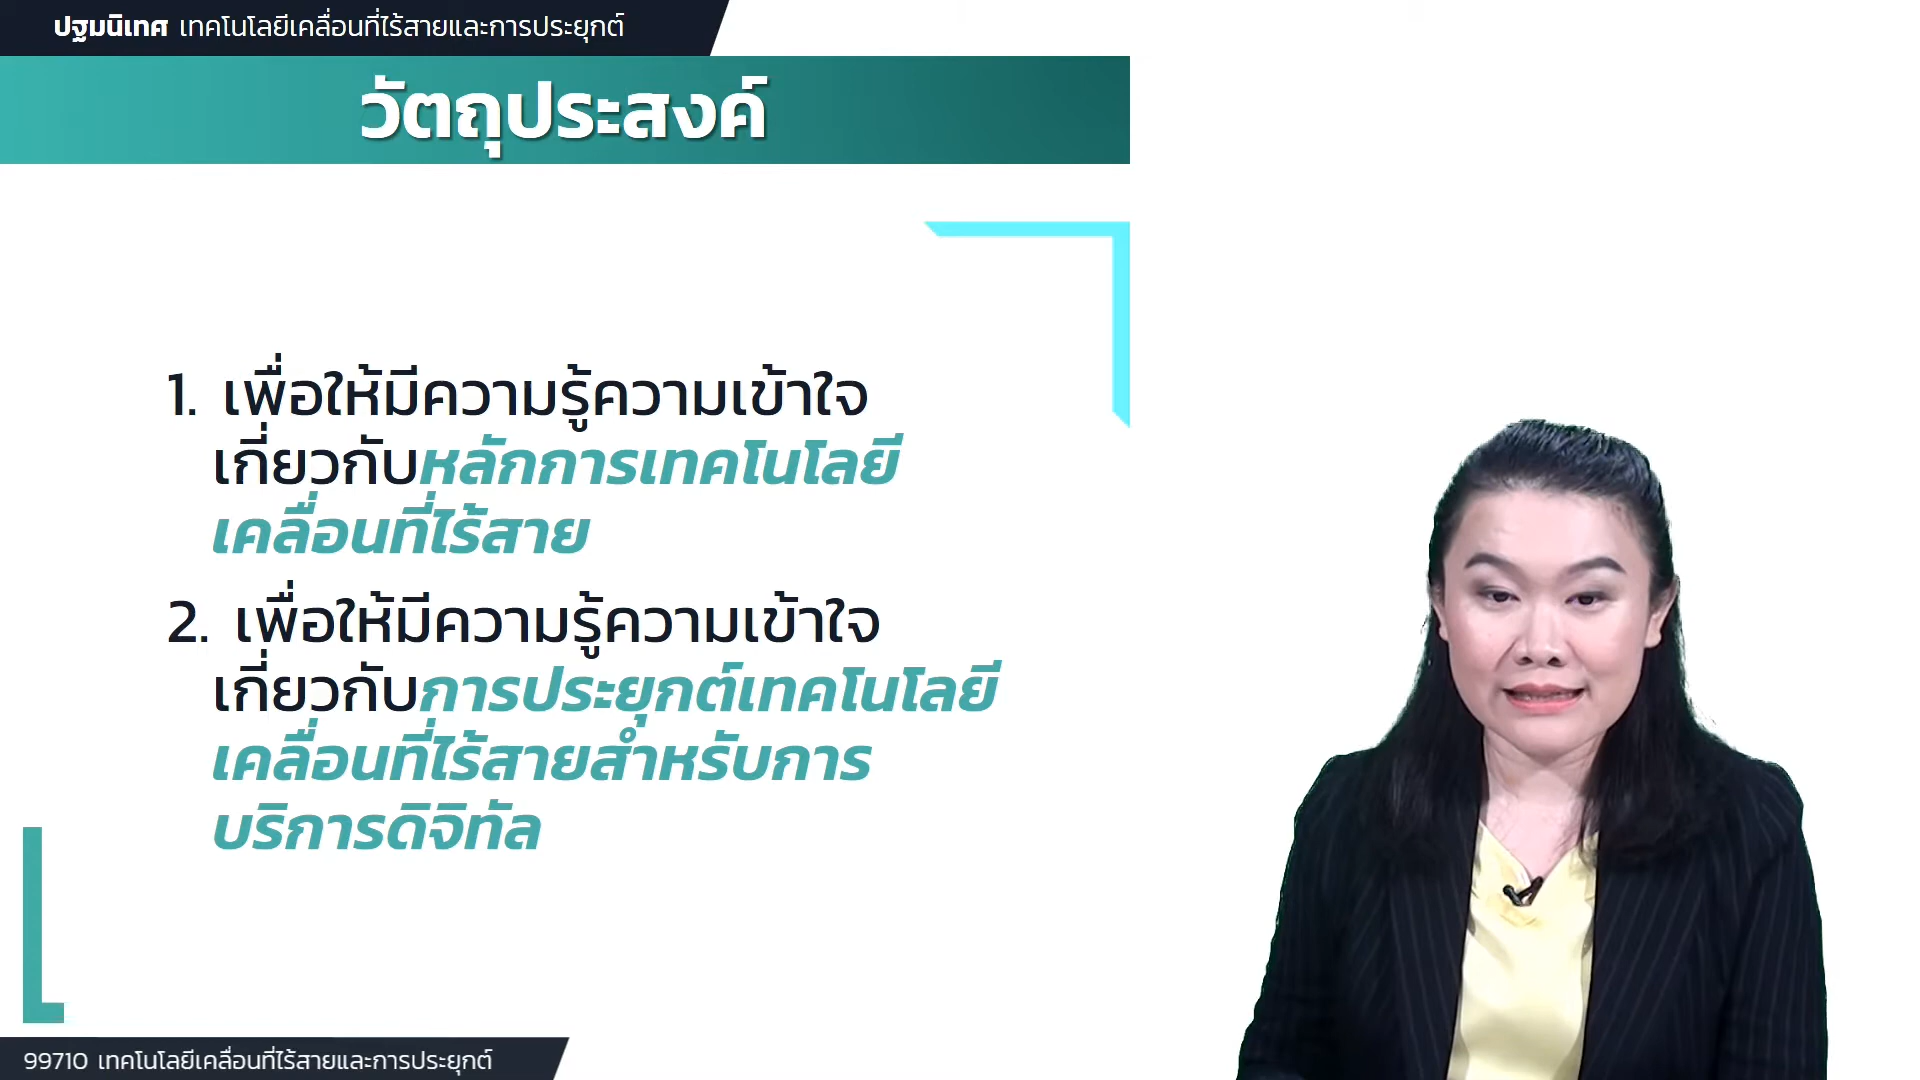 ปฐมนิเทศ เทคโนโลยีเคลื่อนที่ไร้สายและการประยุกต์
วัตถุประสงค์
1. เพื่อให้มีความรู้ความเข้าใจ
เกี่ยวกับหลักการเทคโนโลยี
เคลื่อนที่ไร้สาย
2. เพื่อให้มีความรู้ความเข้าใจ
เกี่ยวกับการประยุกต์เทคโนโลยี
เคลื่อนที่ไร้สายสำหรับการ
บริการดิจิทัล
99710 เทคโนโลยีเคลื่อนที่ไร้สายและการประยุกต์